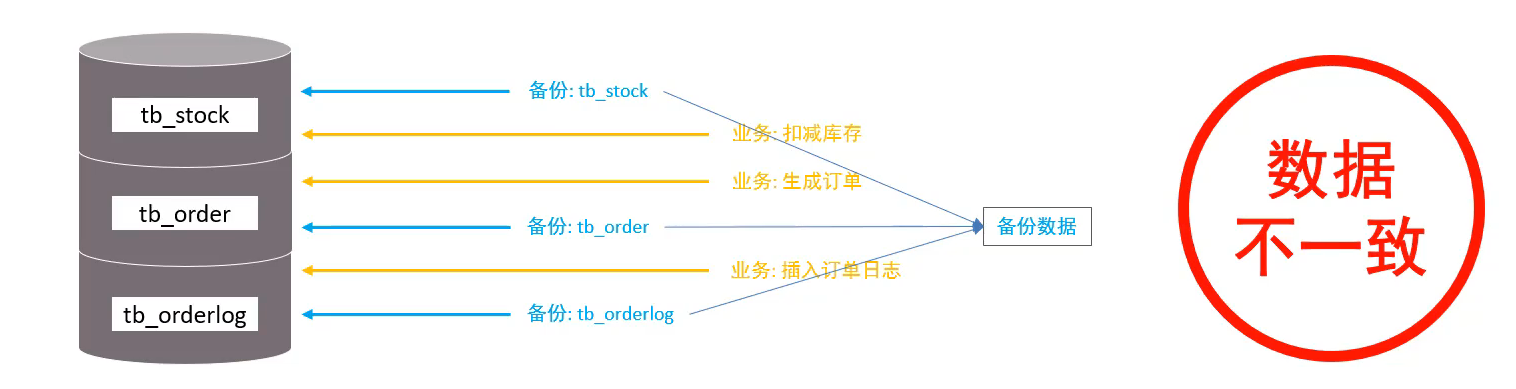 备份: tb_stock
tb_stock
业务: 扣减库存
业务: 生成订单
tb_order
备份: tb_order
备份数据
业务: 插入订单日志
tb_orderlog
备份: tb_orderlog
数据
不一致